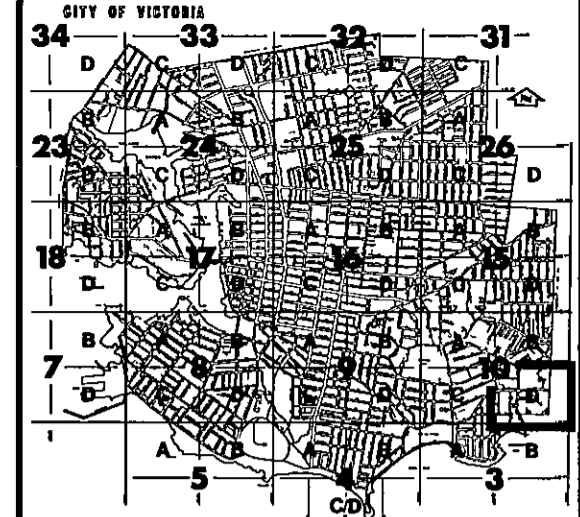 CITY OF VICTORIA
34 33 32 31
D C D C D C
B A B A B A
23 24 25 26
D C D C D C D
B A B A B A B
18 17 16 15
D C D C D C D
B A B A B A B
7 8 9 10
D C D C D C D
A B A B A B
5 4 3
C/D